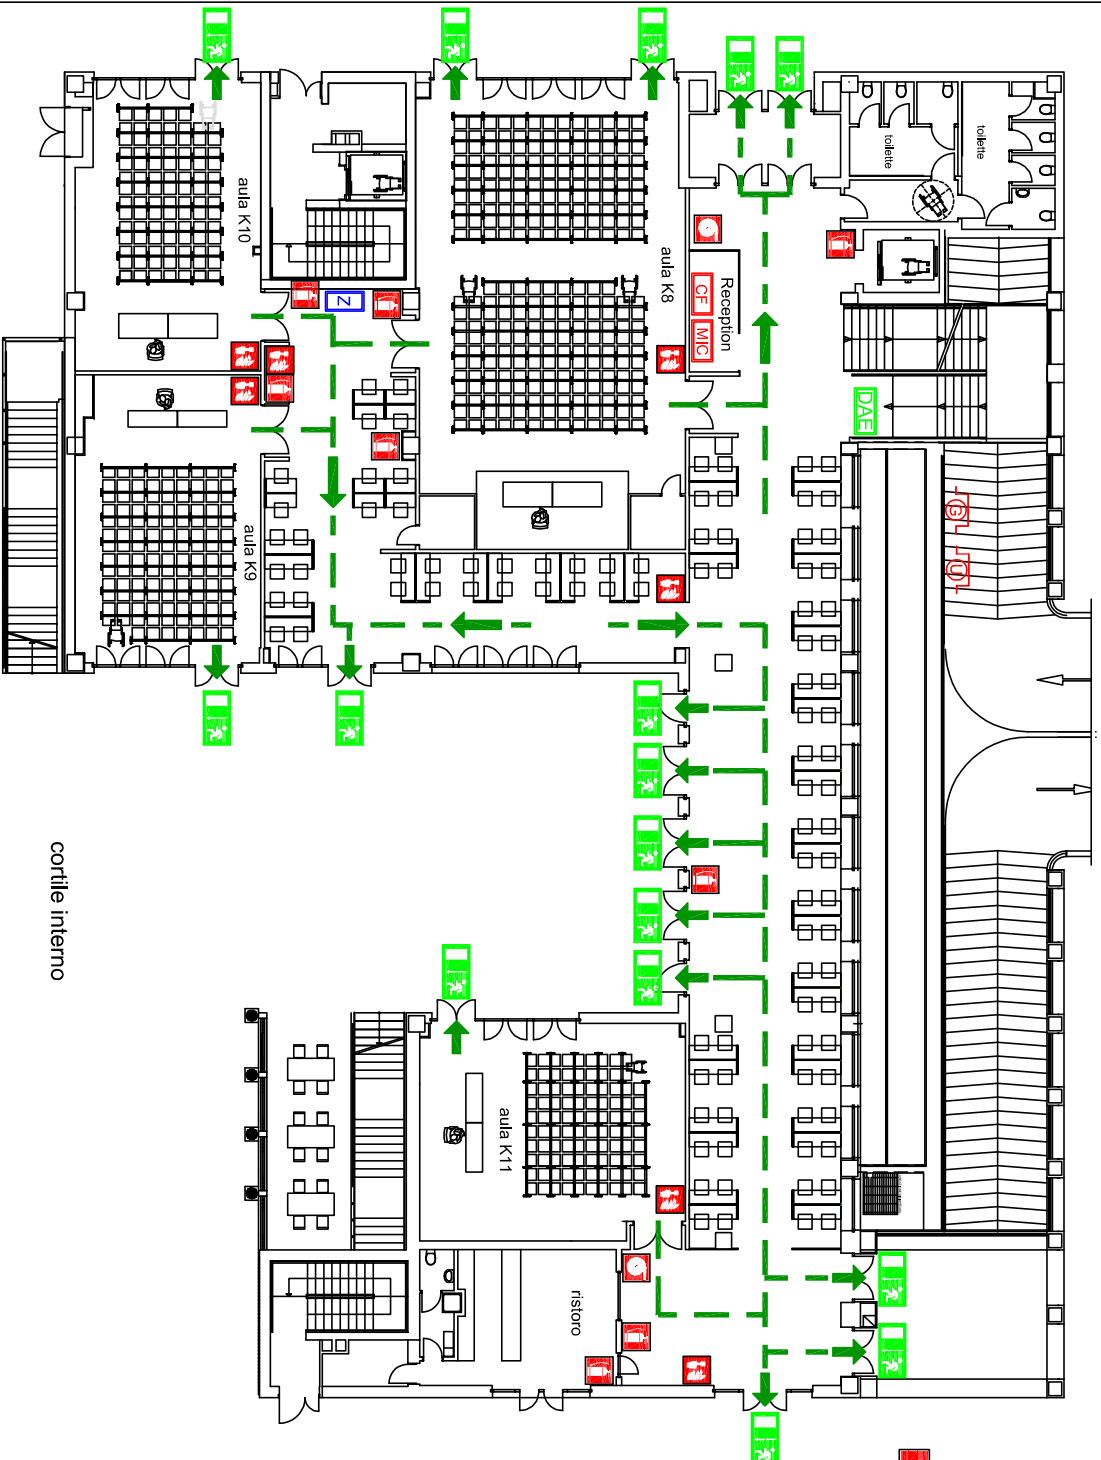 toilette
toilette
aula K10
aula K8
Reception
CF
MIC
Z
DAE
G
U
aula K9
cortile interno
aula K11
ristoro